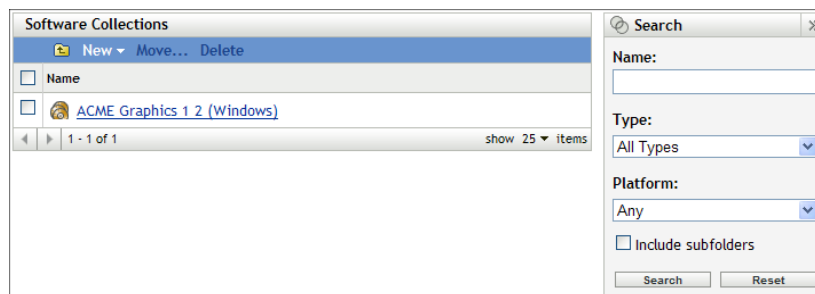 Software Collections
New Move... Delete
Name
ACME Graphics 1 2 (Windows)
1 - 1 of 1 show 25 items
Search
Name:
Type:
All Types
Platform:
Any
Include subfolders
Search Reset